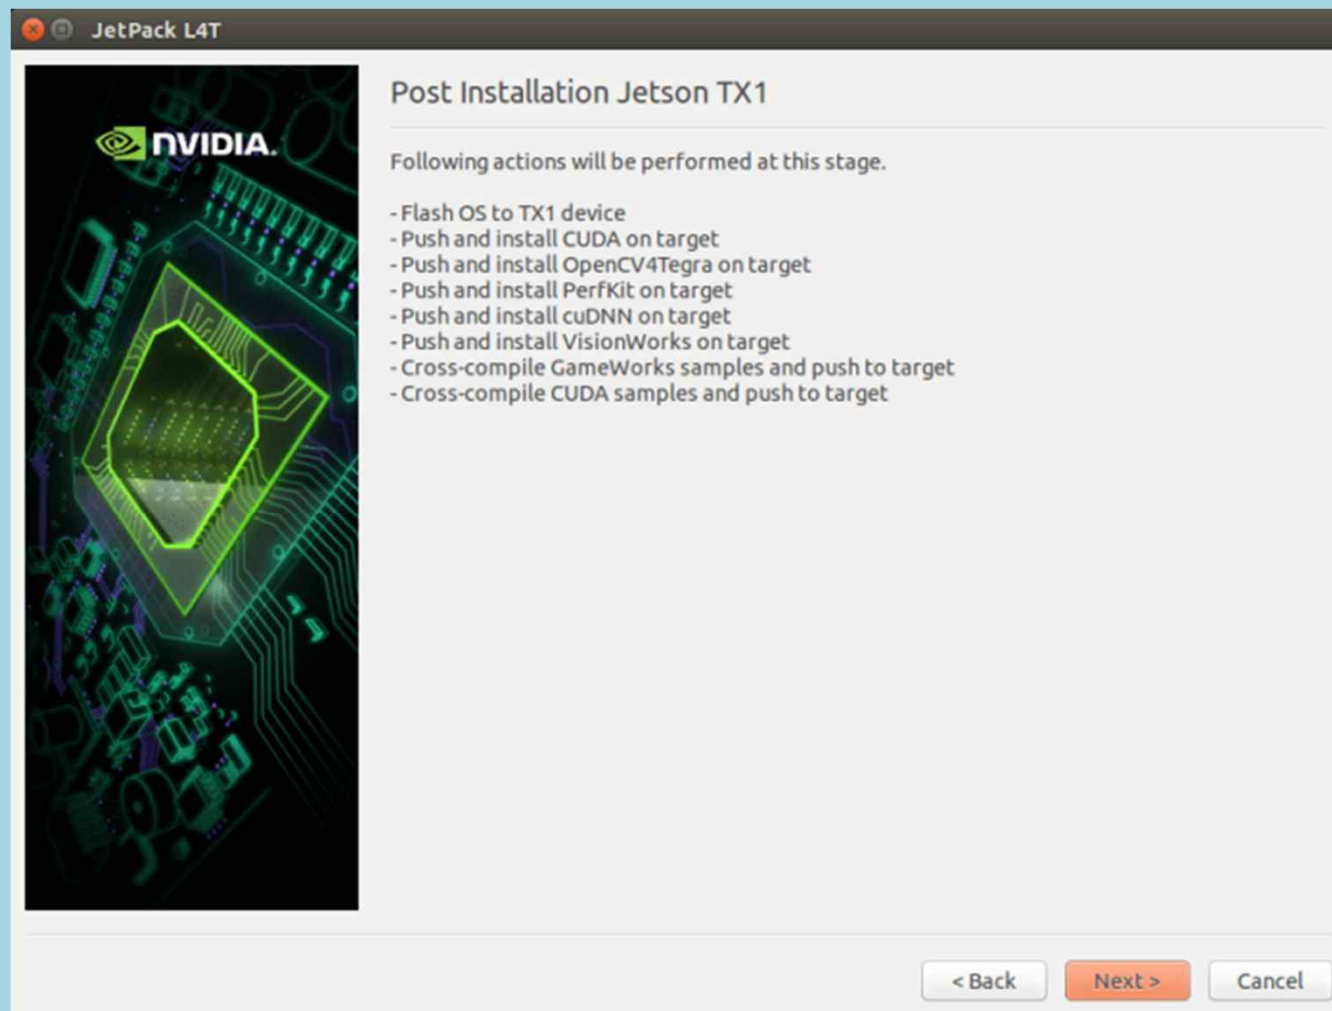 JetPack L4T
NVIDIA.
Post Installation Jetson TX1
Following actions will be performed at this stage.
- Flash OS to TX1 device
- Push and install CUDA on target
- Push and install OpenCV4Tegra on target
- Push and install PerfKit on target
- Push and install cuDNN on target
- Push and install VisionWorks on target
- Cross-compile GameWorks samples and push to target
- Cross-compile CUDA samples and push to target
< Back
Next >
Cancel